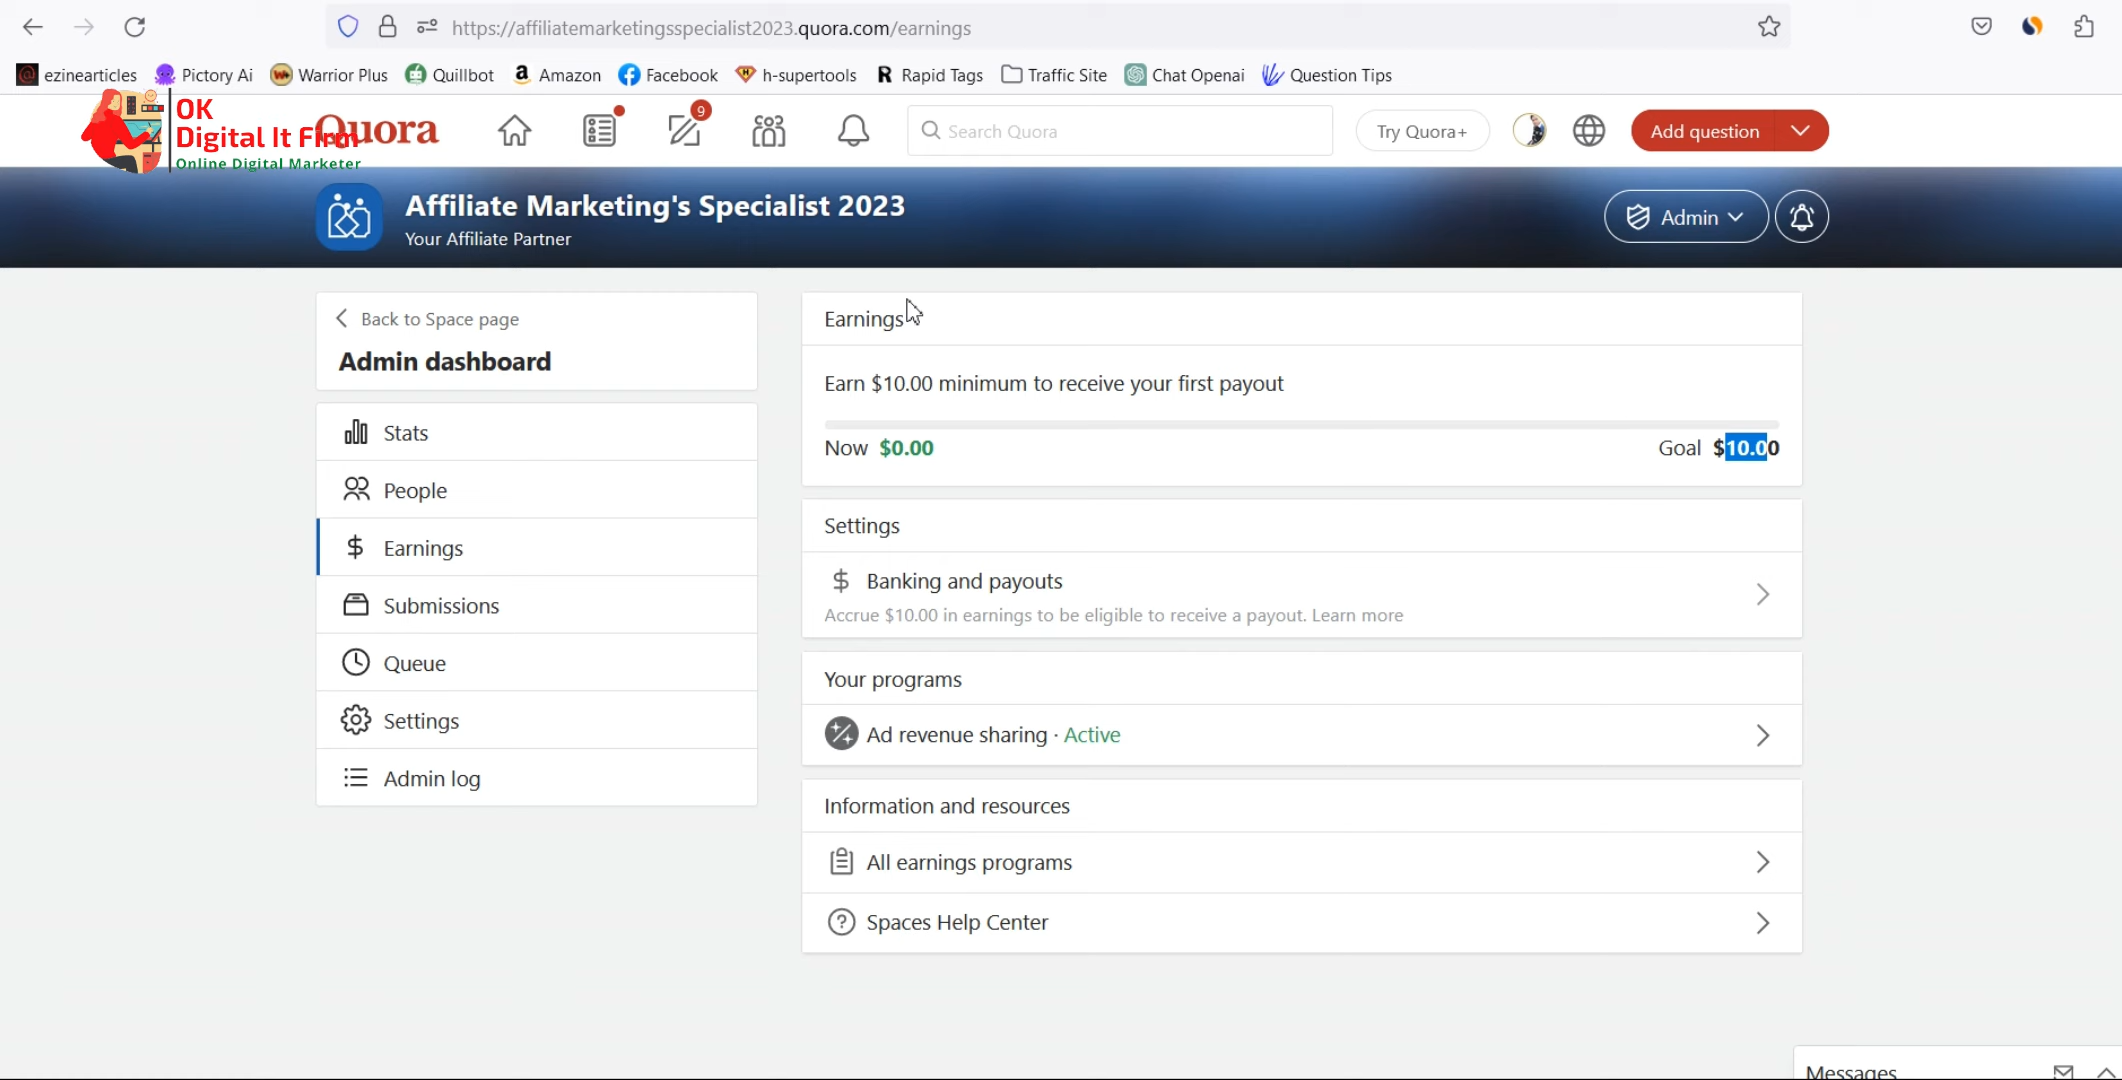 https://affiliatemarketingsspecialist2023.quora.com/earnings
ezinearticles Pictory Ai Warrior Plus Quillbot Amazon Facebook h-supertools Rapid Tags Traffic Site Chat Openai Question Tips
OK
Digital It Firm
Online Digital Marketer
Quora
9
Search Quora
Try Quora+
Add question
Affiliate Marketing's Specialist 2023
Your Affiliate Partner
Admin
Back to Space page
Admin dashboard
Stats
People
Earnings
Submissions
Queue
Settings
Admin log
Earnings
Earn $10.00 minimum to receive your first payout
Now $0.00
Goal $10.00
Settings
Banking and payouts
Accrue $10.00 in earnings to be eligible to receive a payout. Learn more
Your programs
Ad revenue sharing · Active
Information and resources
All earnings programs
Spaces Help Center
Messages